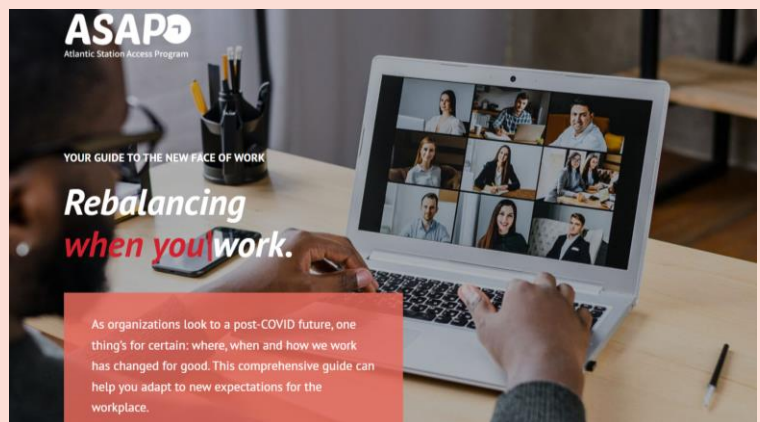 ASAP
Atlantic Station Access Program
YOUR GUIDE TO THE NEW FACE OF WORK
Rebalancing
when you|work.
As organizations look to a post-COVID future, one
thing's for certain: where, when and how we work
has changed for good. This comprehensive guide can
help you adapt to new expectations for the
workplace.